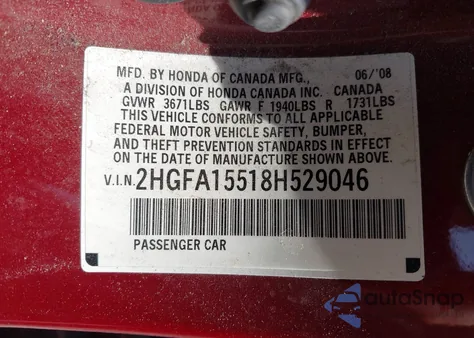 MFD. BY HONDA OF CANADA MFG., 06/'08
A DIVISION OF HONDA CANADA INC. CANADA
GVWR 3671LBS GAWR F 1940LBS R 1731LBS
THIS VEHICLE CONFORMS TO ALL APPLICABLE
FEDERAL MOTOR VEHICLE SAFETY, BUMPER,
AND THEFT PREVENTION STANDARDS IN EFFECT
ON THE DATE OF MANUFACTURE SHOWN ABOVE.
V.I.N. 2HGFA15518H529046
PASSENGER CAR
AutoSnap